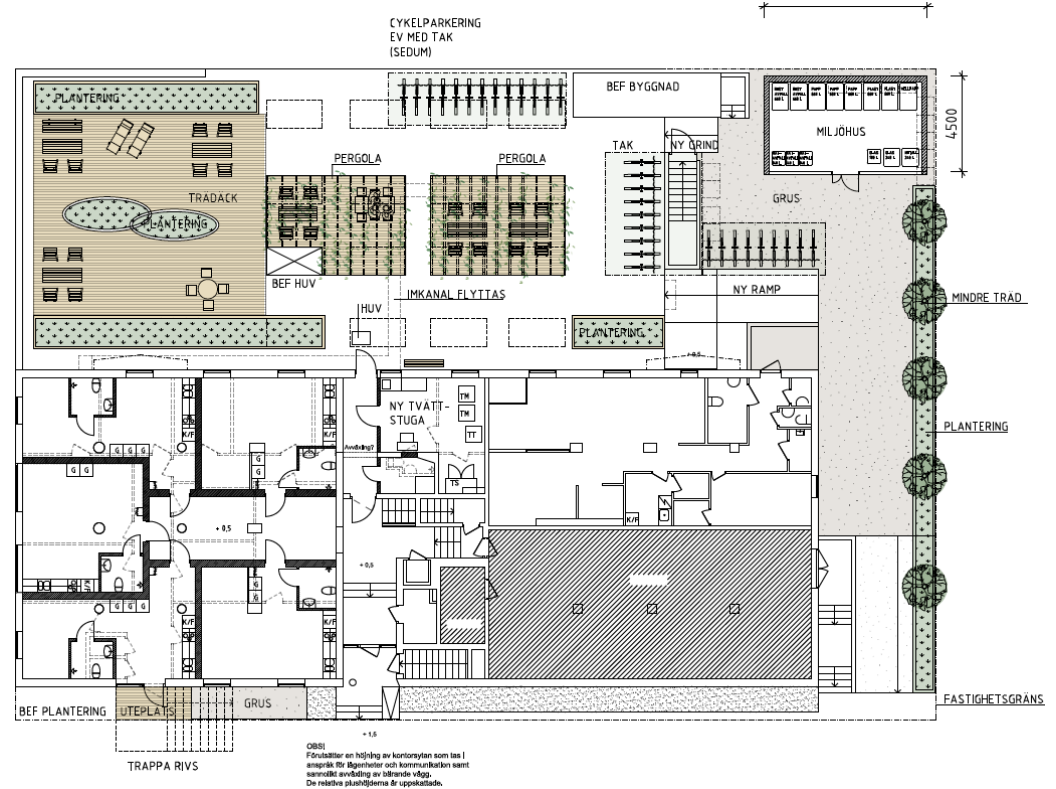 CYKELPARKERING
EV MED TAK
(SEDUM)
PLANTERING
BEF BYGGNAD
MILJÖHUS
4500
TAK
NY GRIND
PERGOLA
PERGOLA
TRÄDÄCK
GRUS
PLANTERING
BEF HUV
IMKANAL FLYTTAS
NY RAMP
MINDRE TRÄD
HUV
PLANTERING
+ 0,5
NY TVÄTT-
STUGA
TM
TM
TT
TS
K/F
K/F
G G G
G
G
G G
Avväxling?
PLANTERING
+ 0,5
K/F
+ 0,5
K/F
G G G
G
G
K/F
K/F
BEF PLANTERING
UTEPLATS
GRUS
FASTIGHETSGRÄNS
+ 1,5
TRAPPA RIVS
OBS!
Förutsätter en höjning av kontorsytan som tas i
anspråk för lägenheter och kommunikation samt
sannolikt avväxling av bärande vägg.
De relativa plushöjderna är uppskattade.